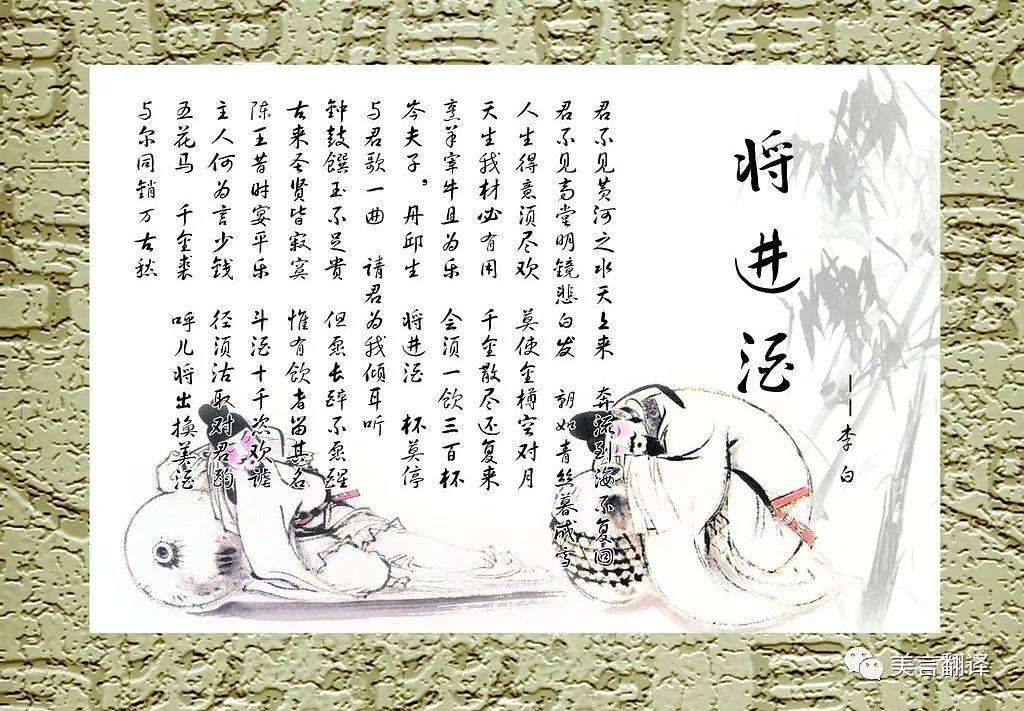 将进酒
——李白
君不见黄河之水天上来 奔流到海不复回
君不见高堂明镜悲白发 朝如青丝暮成雪
人生得意须尽欢 莫使金樽空对月
天生我材必有用 千金散尽还复来
烹羊宰牛且为乐 会须一饮三百杯
岑夫子，丹邱生 将进酒 杯莫停
与君歌一曲 请君为我倾耳听
钟鼓馔玉不足贵 但愿长醉不愿醒
古来圣贤皆寂寞 惟有饮者留其名
陈王昔时宴平乐 斗酒十千恣欢谑
主人何为言少钱 径须沽取对君酌
五花马 千金裘 呼儿将出换美酒
与尔同销万古愁
美言翻译